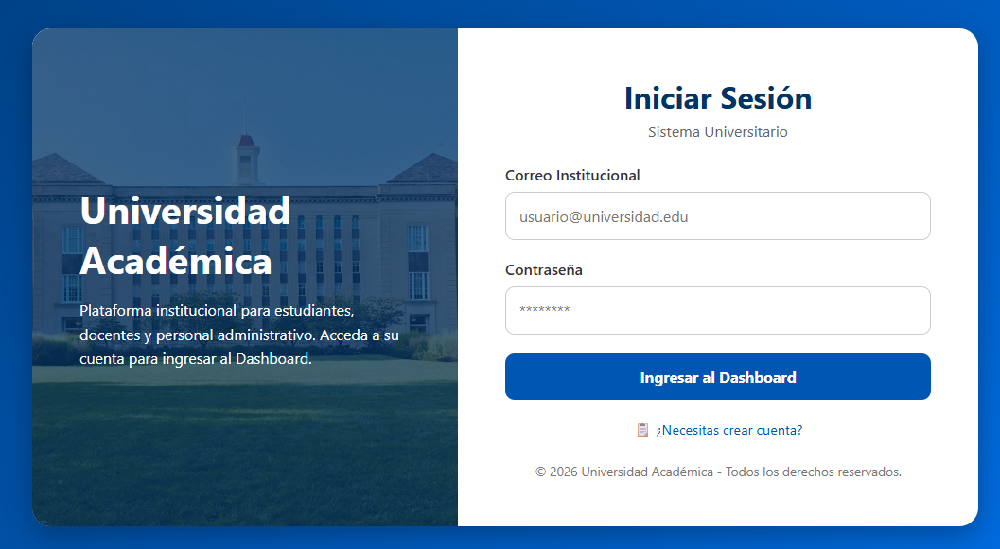 Universidad
Académica
Plataforma institucional para estudiantes,
docentes y personal administrativo. Acceda a su
cuenta para ingresar al Dashboard.
Iniciar Sesión
Sistema Universitario
Correo Institucional
usuario@universidad.edu
Contraseña
********
Ingresar al Dashboard
📋 ¿Necesitas crear cuenta?
© 2026 Universidad Académica - Todos los derechos reservados.